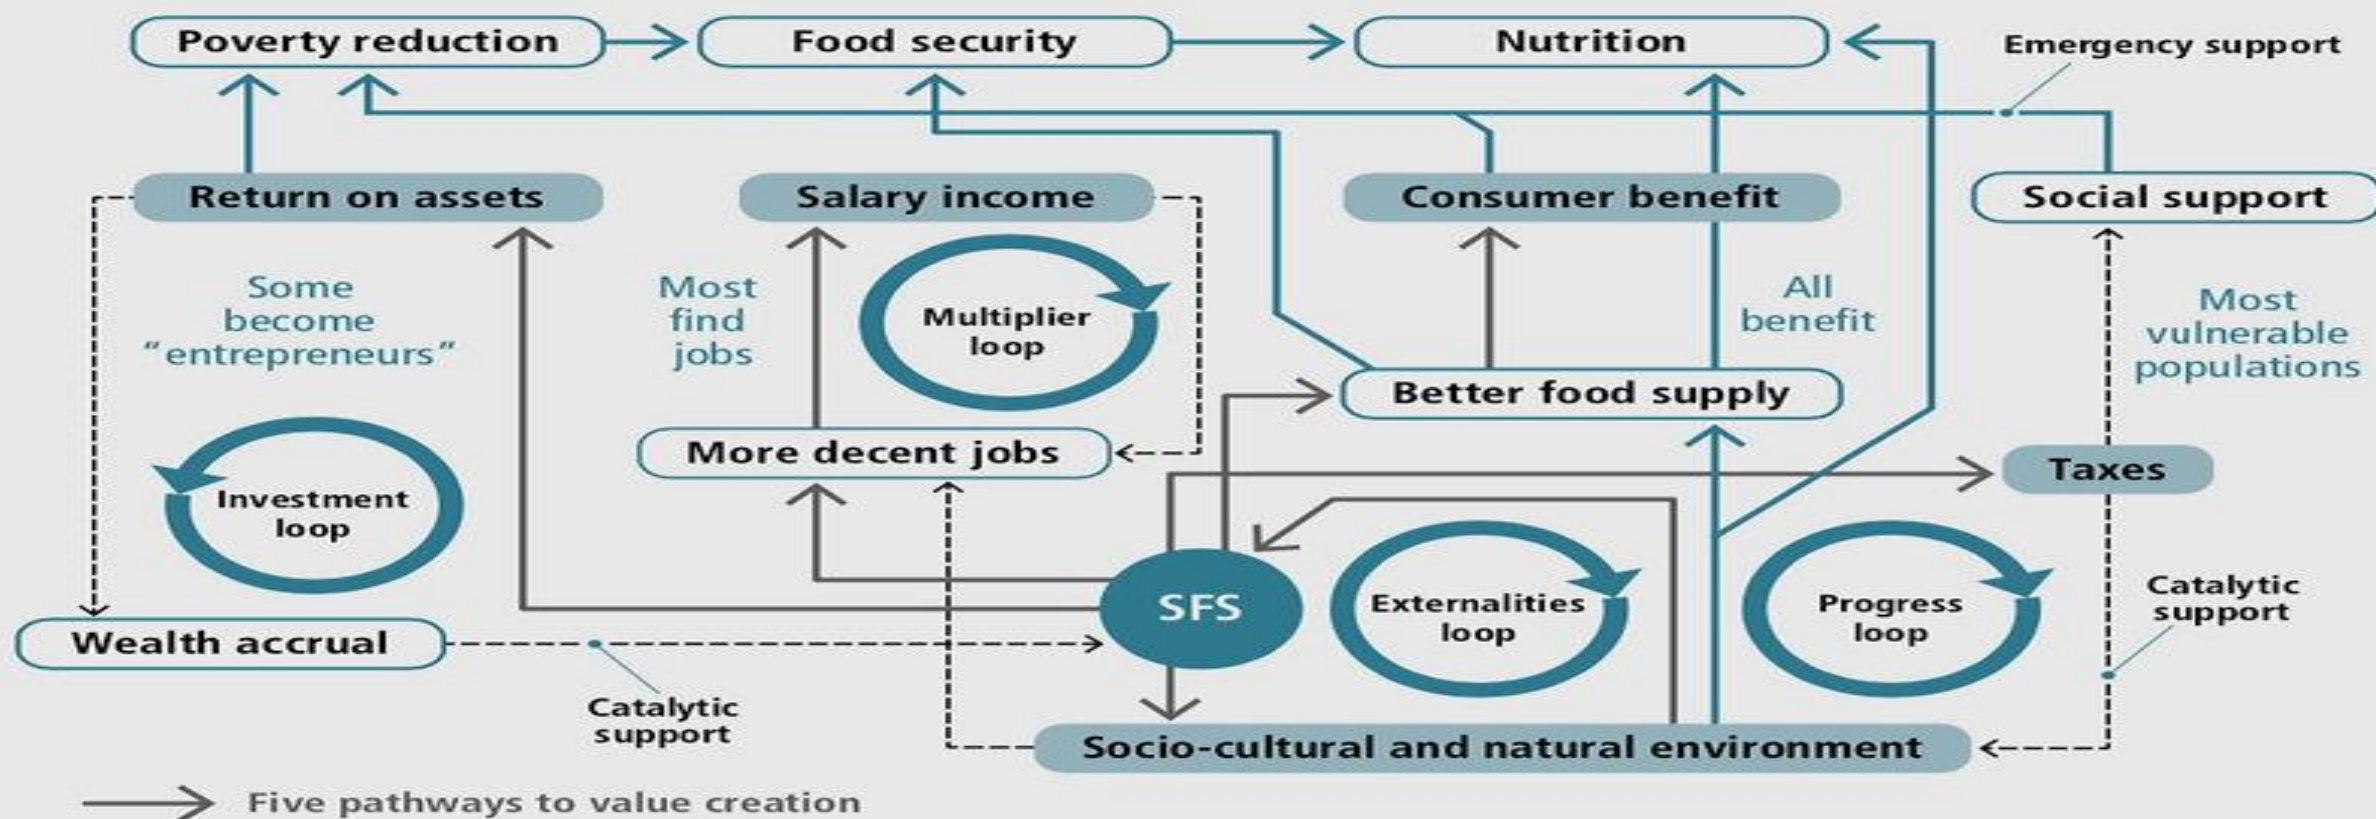 Poverty reduction
Food security
Nutrition
Emergency support
Return on assets
Salary income
Consumer benefit
Social support
Some
become
“entrepreneurs”
Most
find
jobs
Multiplier
loop
All
benefit
Most
vulnerable
populations
Better food supply
More decent jobs
Taxes
Investment
loop
SFS
Externalities
loop
Progress
loop
Catalytic
support
Wealth accrual
Catalytic
support
Socio-cultural and natural environment
Five pathways to value creation